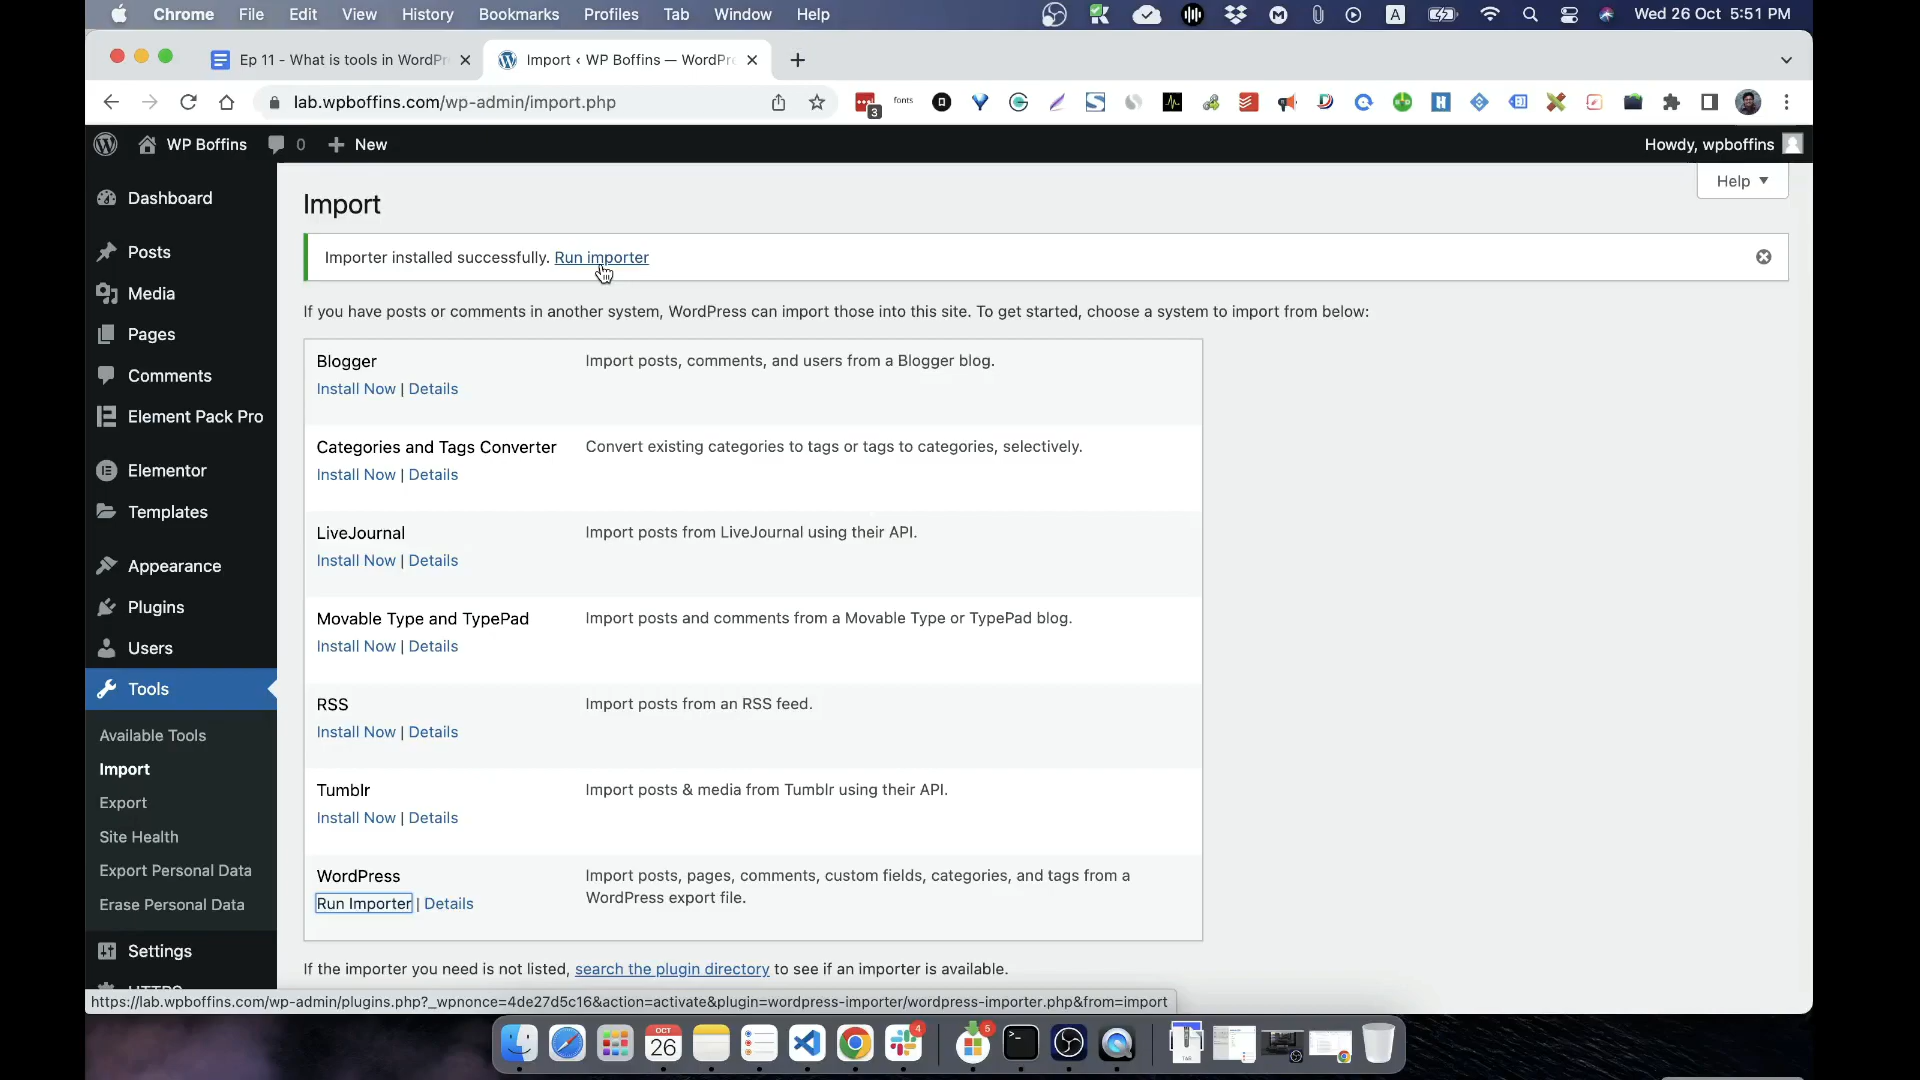 Chrome File Edit View History Bookmarks Profiles Tab Window Help
A
Wed 26 Oct 5:51 PM
Ep 11 - What is tools in WordPr
Import ‹ WP Boffins — WordPre
lab.wpboffins.com/wp-admin/import.php
3
fonts
WP Boffins 0 New
Howdy, wpboffins
Help
Dashboard
Posts
Media
Pages
Comments
Element Pack Pro
Elementor
Templates
Appearance
Plugins
Users
Tools
Available Tools
Import
Export
Site Health
Export Personal Data
Erase Personal Data
Settings
Import
Importer installed successfully. Run importer
If you have posts or comments in another system, WordPress can import those into this site. To get started, choose a system to import from below:
Blogger
Install Now | Details
Import posts, comments, and users from a Blogger blog.
Categories and Tags Converter
Install Now | Details
Convert existing categories to tags or tags to categories, selectively.
LiveJournal
Install Now | Details
Import posts from LiveJournal using their API.
Movable Type and TypePad
Install Now | Details
Import posts and comments from a Movable Type or TypePad blog.
RSS
Install Now | Details
Import posts from an RSS feed.
Tumblr
Install Now | Details
Import posts & media from Tumblr using their API.
WordPress
Run Importer | Details
Import posts, pages, comments, custom fields, categories, and tags from a
WordPress export file.
If the importer you need is not listed, search the plugin directory to see if an importer is available.
https://lab.wpboffins.com/wp-admin/plugins.php?_wpnonce=4de27d5c16&action=activate&plugin=wordpress-importer/wordpress-importer.php&from=import
OCT
26
4
5